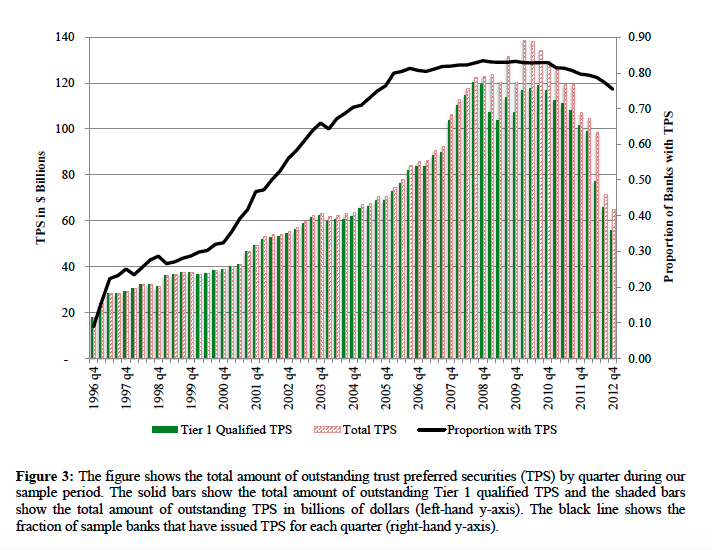 140
120
100
80
60
40
20
-
TPS in $ Billions
0.90
0.80
0.70
0.60
0.50
0.40
0.30
0.20
0.10
0.00
Proportion of Banks with TPS
1996 q4
1997 q4
1998 q4
1999 q4
2000 q4
2001 q4
2002 q4
2003 q4
2004 q4
2005 q4
2006 q4
2007 q4
2008 q4
2009 q4
2010 q4
2011 q4
2012 q4
Tier 1 Qualified TPS Total TPS Proportion with TPS
Figure 3: The figure shows the total amount of outstanding trust preferred securities (TPS) by quarter during our
sample period. The solid bars show the total amount of outstanding Tier 1 qualified TPS and the shaded bars
show the total amount of outstanding TPS in billions of dollars (left-hand y-axis). The black line shows the
fraction of sample banks that have issued TPS for each quarter (right-hand y-axis).